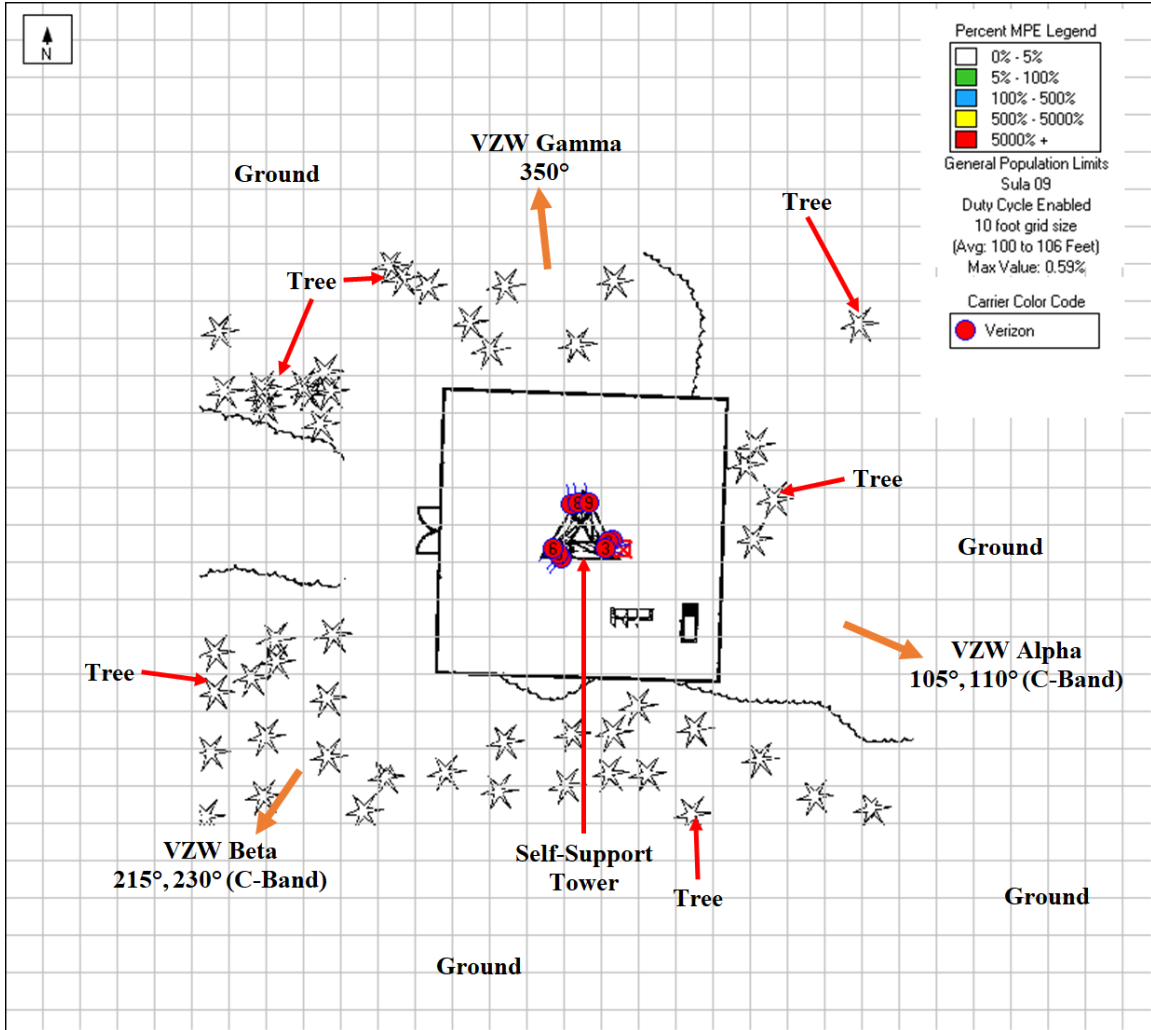 N
Percent MPE Legend
0% - 5%
5% - 100%
100% - 500%
500% - 5000%
5000% +
General Population Limits
Sula 09
Duty Cycle Enabled
10 foot grid size
(Avg: 100 to 106 Feet)
Max Value: 0.59%
Carrier Color Code
Verizon
VZW Gamma
350°
Ground
Tree
Tree
Tree
Ground
3
6
VZW Alpha
105°, 110° (C-Band)
Tree
VZW Beta
215°, 230° (C-Band)
Self-Support
Tower
Tree
Ground
Ground